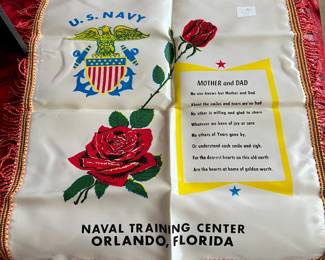 U.S. NAVY
MOTHER and DAD
No one knows but Mother and Dad
About the smiles and tears we've had
No other is willing and glad to share
Whatever we have of joy or care
No others of Years gone by,
Or understand each smile and sigh.
For the dearest hearts on this old earth
Are the hearts at home of golden worth.
NAVAL TRAINING CENTER
ORLANDO, FLORIDA